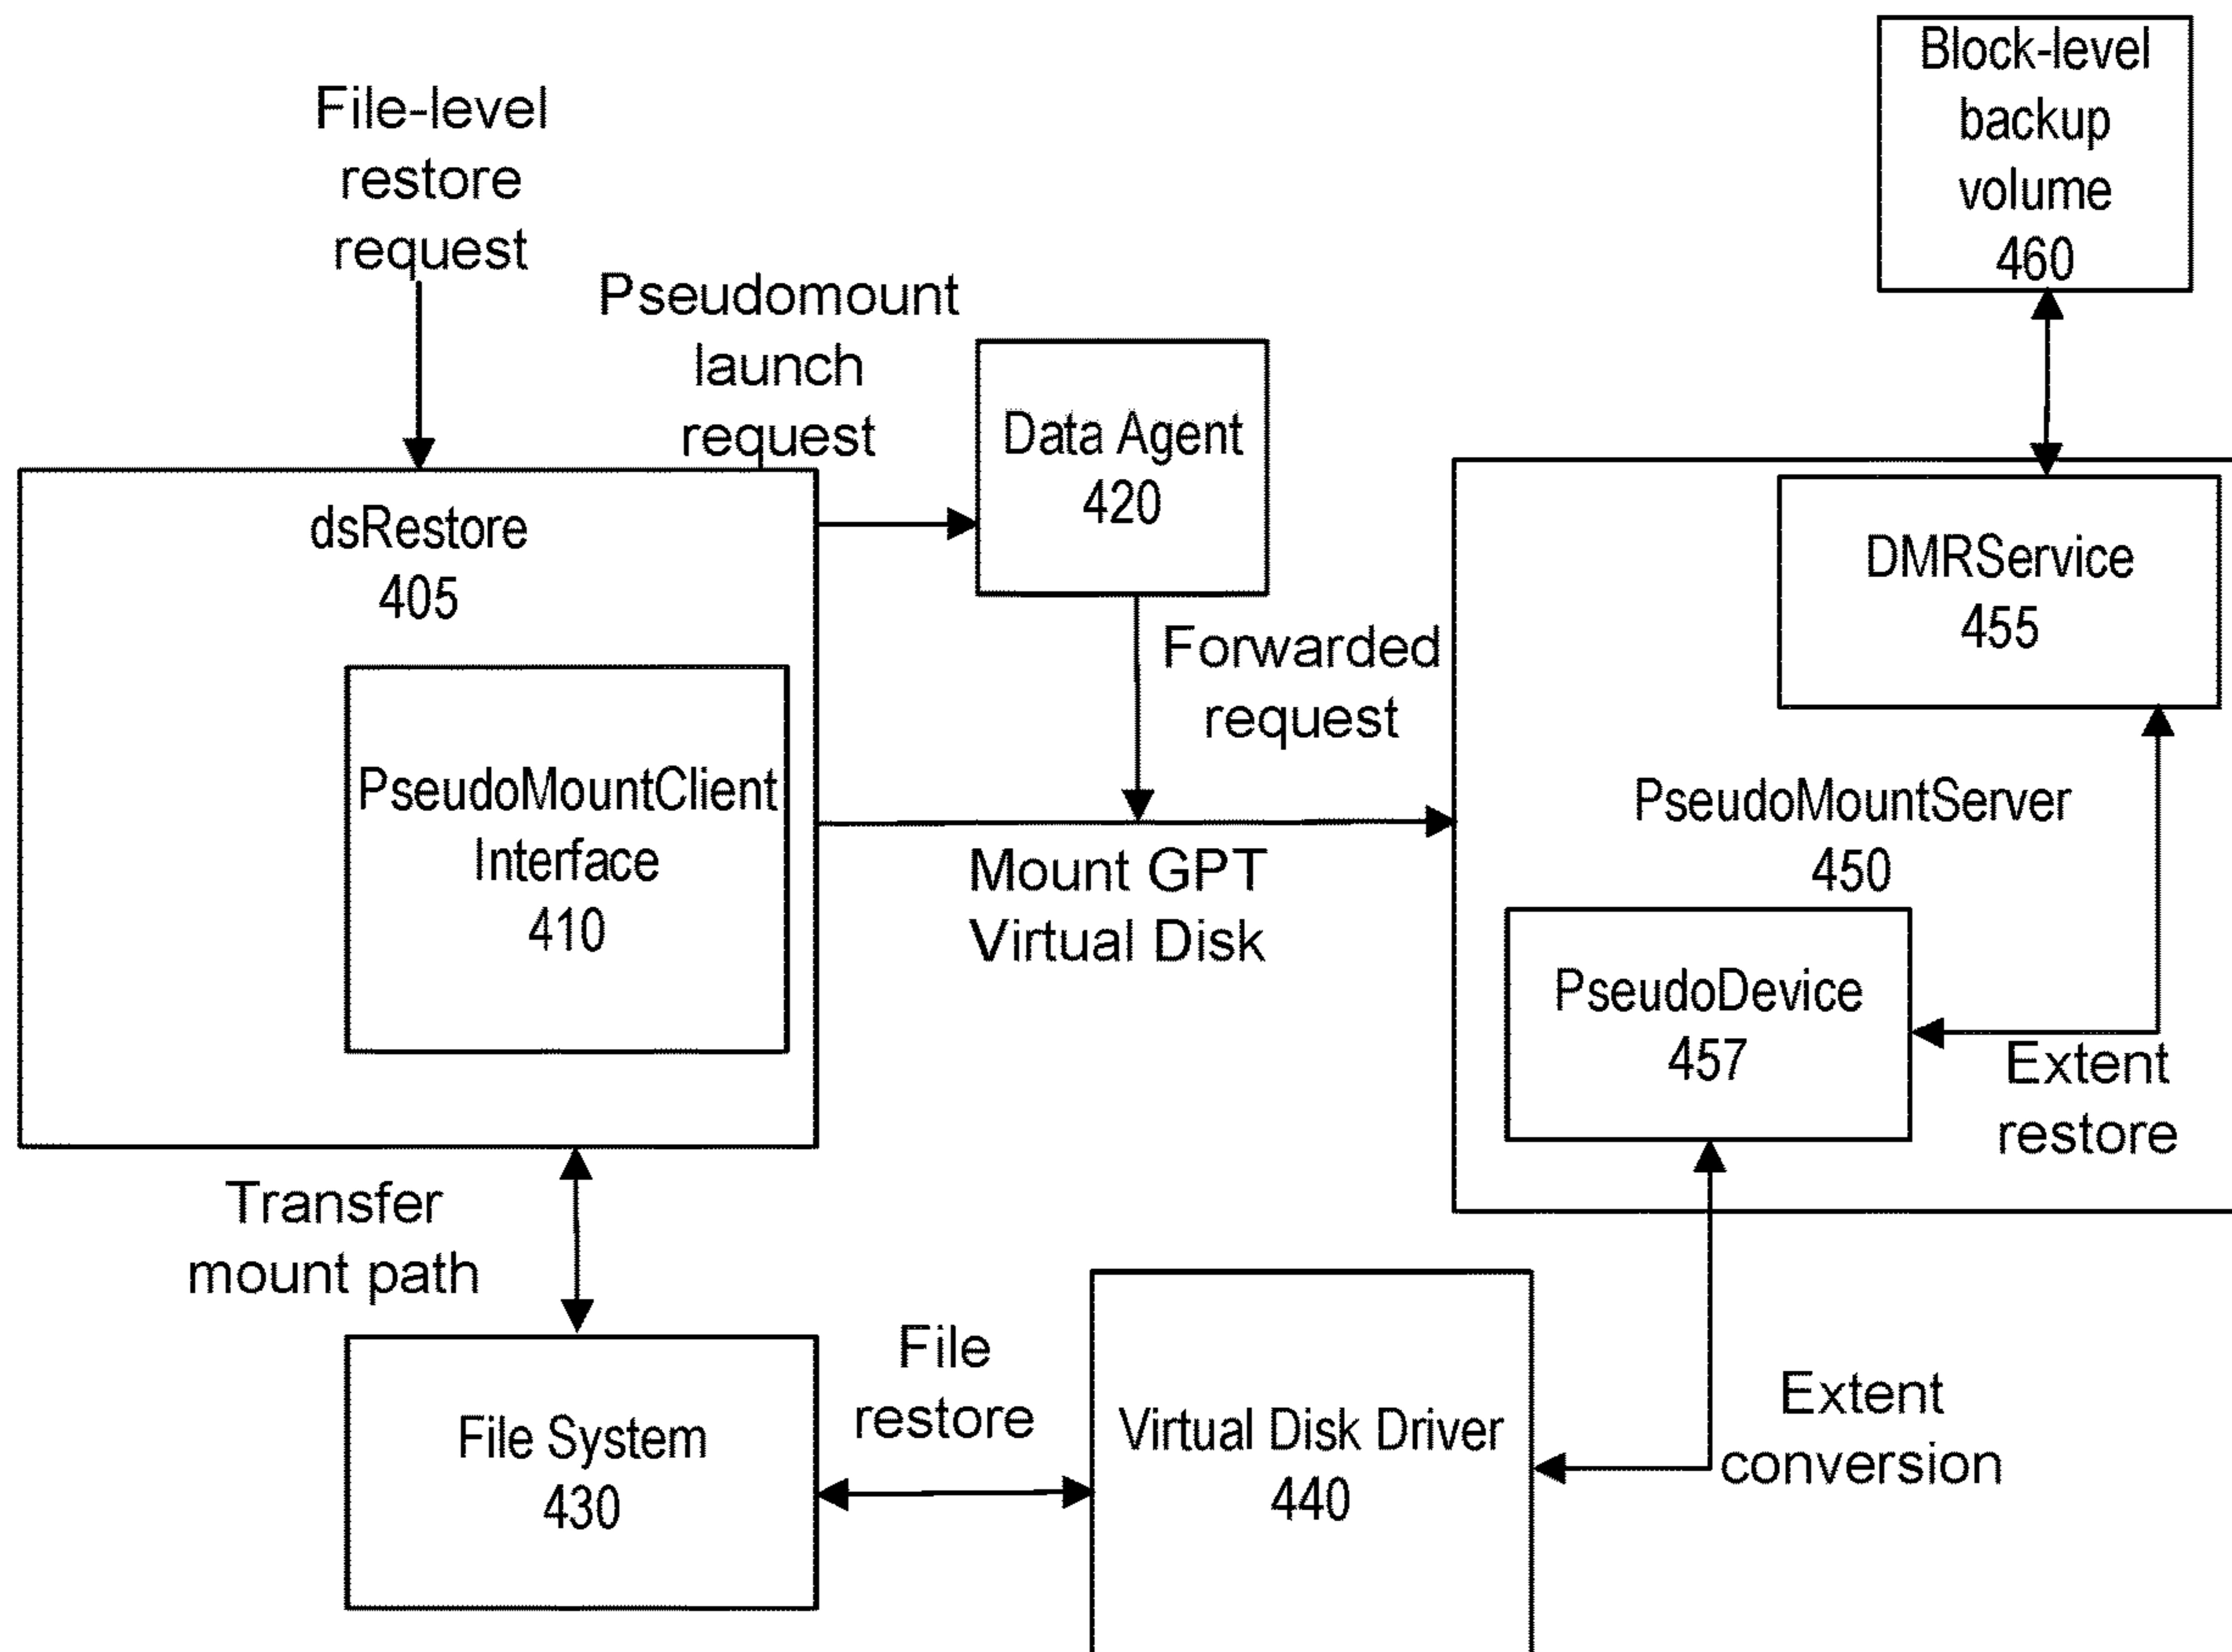 File-level
restore
request
Pseudomount
launch
request
Block-level
backup
volume
460
Data Agent
420
dsRestore
405
DMRService
455
Forwarded
request
PseudoMountClient
Interface
410
PseudoMountServer
450
Mount GPT
Virtual Disk
PseudoDevice
457
Extent
restore
Transfer
mount path
File System
430
File
restore
Virtual Disk Driver
440
Extent
conversion